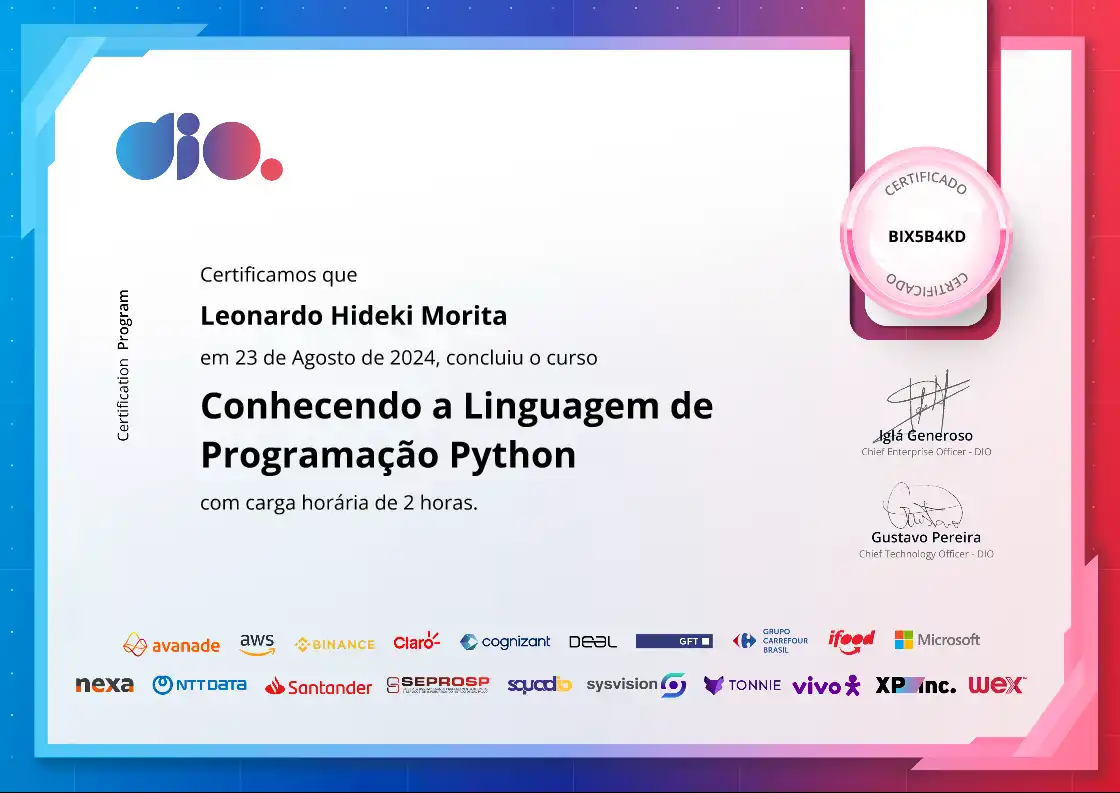 dio.
CERTIFICADO
BIX5B4KD
CERTIFICADO
Certification Program
Certificamos que
Leonardo Hideki Morita
em 23 de Agosto de 2024, concluiu o curso
Conhecendo a Linguagem de
Programação Python
com carga horária de 2 horas.
Iglá Generoso
Chief Enterprise Officer - DIO
Gustavo Pereira
Chief Technology Officer - DIO
avanade aws BINANCE Claro cognizant DEAL GFT GRUPO CARREFOUR BRASIL ifood Microsoft
nexa NTT DATA Santander SEPROSP squadio sysvision TONNIE vivo XP inc. wex